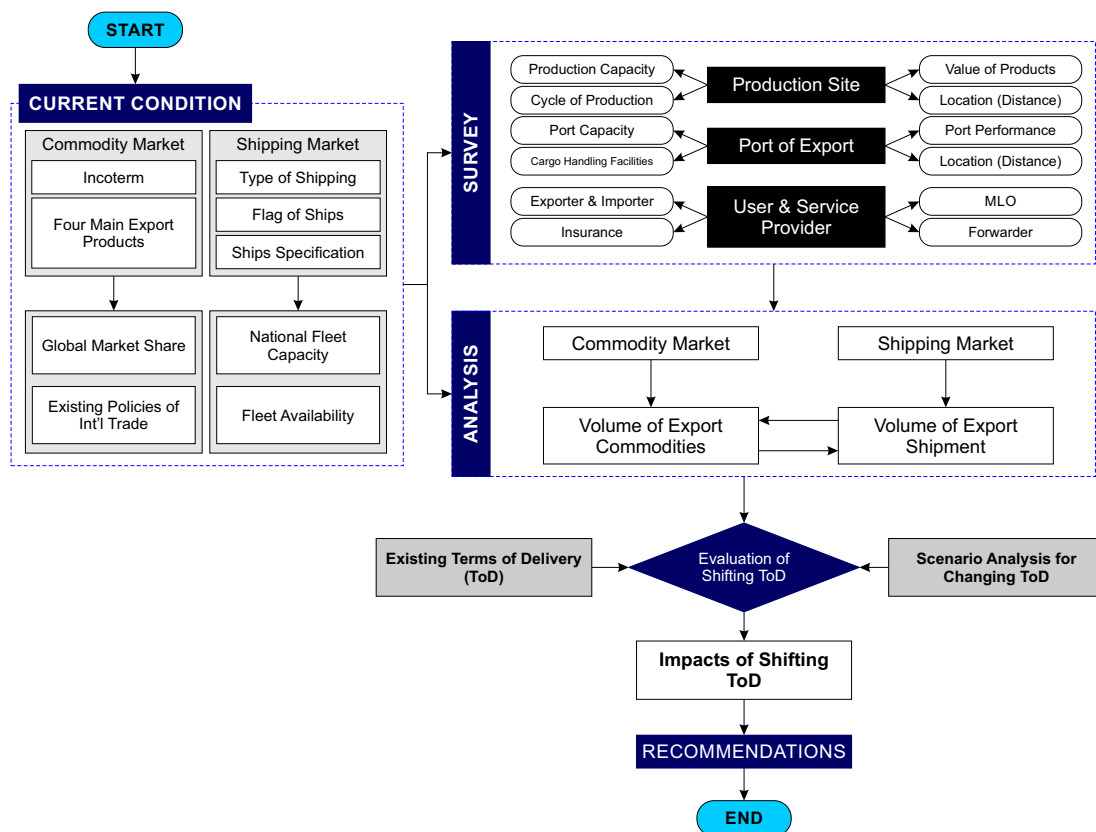 START
CURRENT CONDITION
Commodity Market
Incoterm
Four Main Export
Products
Global Market Share
Existing Policies of
Int'l Trade
Shipping Market
Type of Shipping
Flag of Ships
Ships Specification
National Fleet
Capacity
Fleet Availability
SURVEY
Production Capacity
Cycle of Production
Production Site
Value of Products
Location (Distance)
Port Capacity
Cargo Handling Facilities
Port of Export
Port Performance
Location (Distance)
Exporter & Importer
Insurance
User & Service
Provider
MLO
Forwarder
ANALYSIS
Commodity Market
Shipping Market
Volume of Export
Commodities
Volume of Export
Shipment
Existing Terms of Delivery
(ToD)
Evaluation of
Shifting ToD
Scenario Analysis for
Changing ToD
Impacts of Shifting
ToD
RECOMMENDATIONS
END